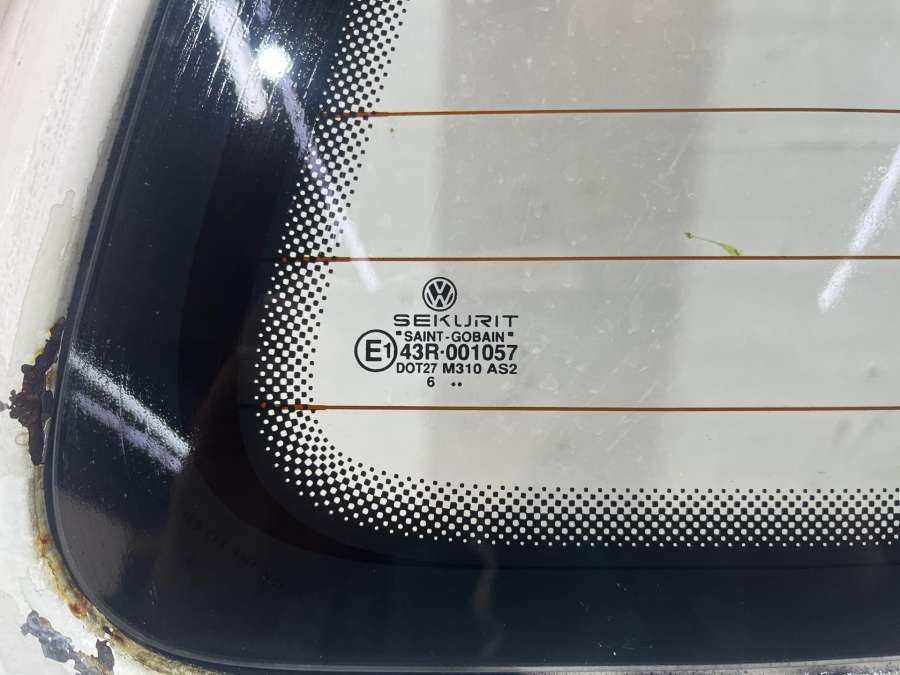 SEKURIT
"SAINT-GOBAIN"
E1 43R-001057
DOT27 M310 AS2
6 ..